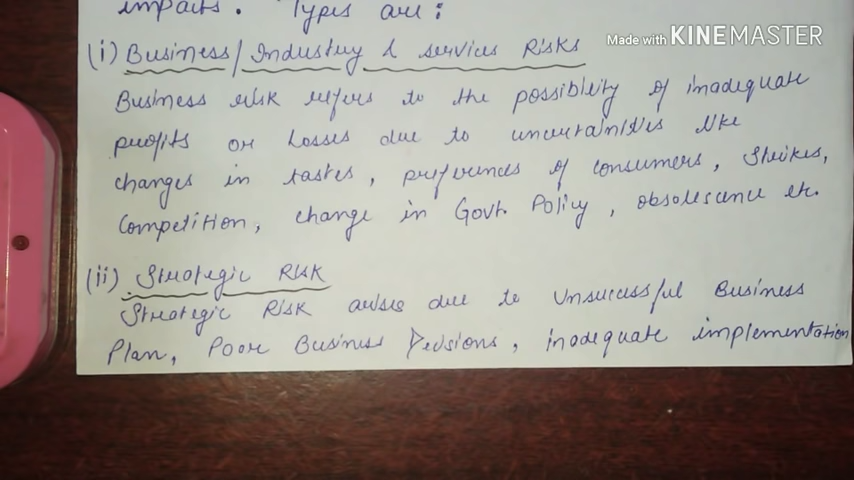 impacts. Types are:
Made with KINEMASTER
(i) Business/Industry & services Risks
Business risk refers to the possiblity of inadequate
profits or losses due to uncertainities like
changes in tastes, preferences of consumers, Strikes,
Competition, change in Govt. Policy, obsolescence etc.
(ii) Strategic Risk
Strategic Risk arises due to Unsuccessful Business
Plan, Poor Business Decisions, inadequate implementation